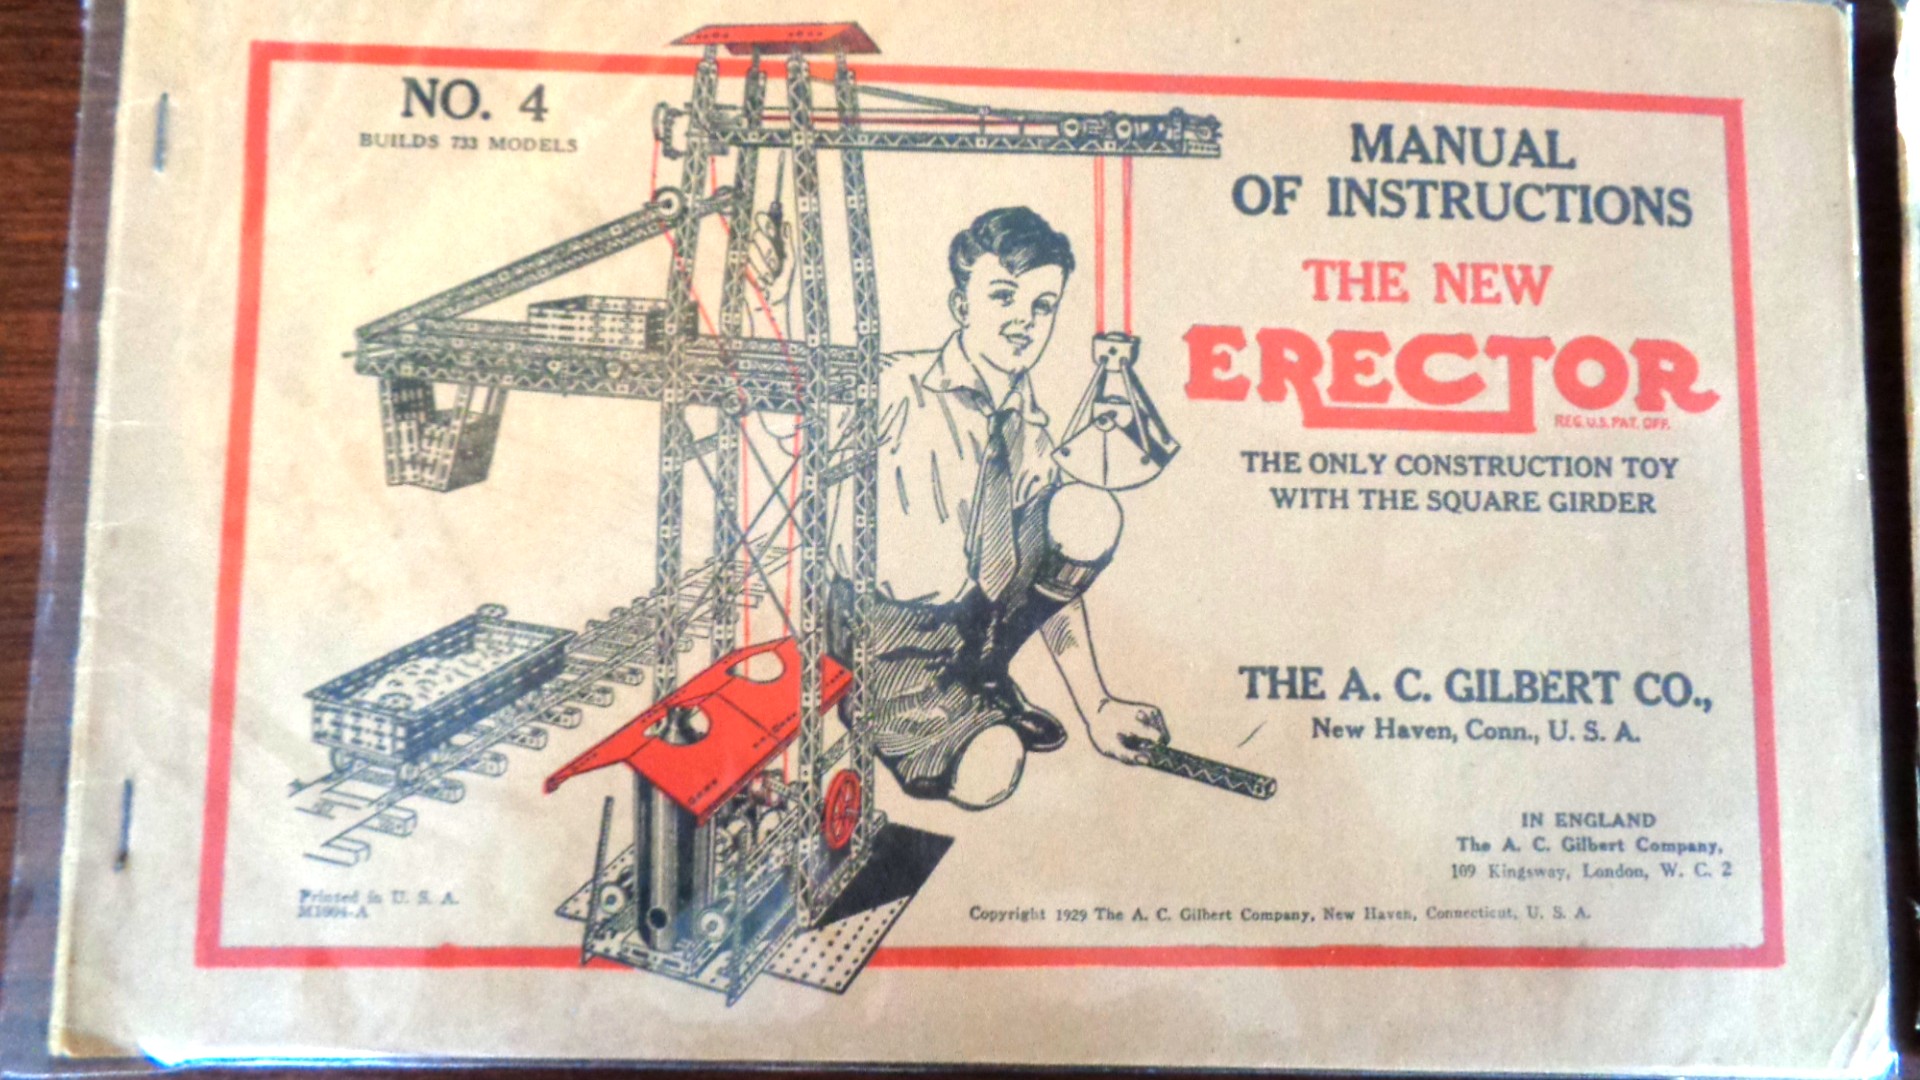 NO. 4
BUILDS 733 MODELS
MANUAL
OF INSTRUCTIONS
THE NEW
ERECTOR
REG. U.S. PAT. OFF.
THE ONLY CONSTRUCTION TOY
WITH THE SQUARE GIRDER
THE A. C. GILBERT CO.,
New Haven, Conn., U. S. A.
IN ENGLAND
The A. C. Gilbert Company,
109 Kingsway, London, W. C. 2
Printed in U. S. A.
Copyright 1929 The A. C. Gilbert Company, New Haven, Connecticut, U. S. A.